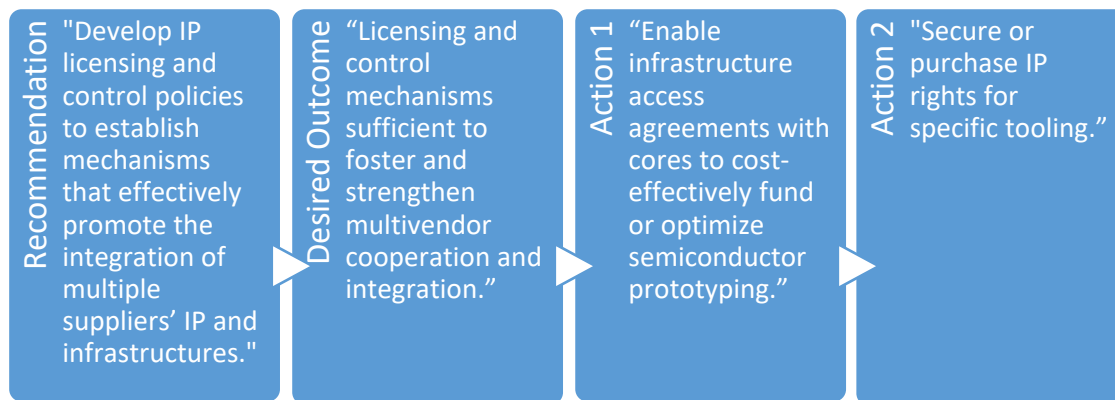 Recommendation
"Develop IP
licensing and
control policies
to establish
mechanisms
that effectively
promote the
integration of
multiple
suppliers’ IP and
infrastructures."
Desired Outcome
“Licensing and
control
mechanisms
sufficient to
foster and
strengthen
multivendor
cooperation and
integration.”
Action 1
“Enable
infrastructure
access
agreements with
cores to cost-
effectively fund
or optimize
semiconductor
prototyping.”
Action 2
"Secure or
purchase IP
rights for
specific tooling.”